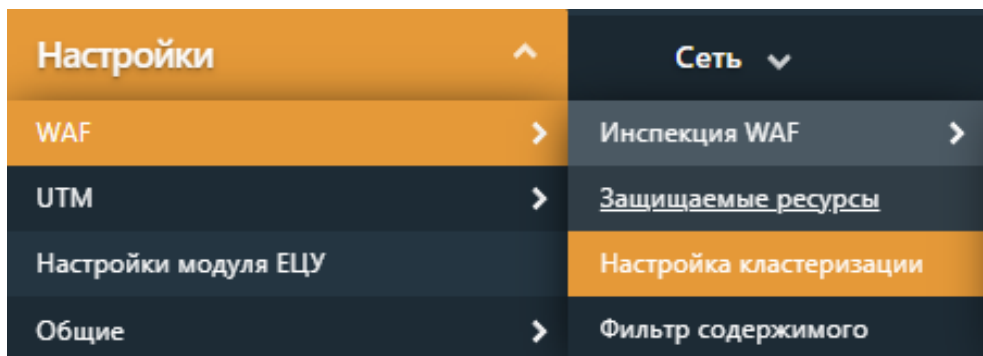 Настройки
Сеть
WAF
Инспекция WAF
UTM
Защищаемые ресурсы
Настройки модуля ЕЦУ
Настройка кластеризации
Общие
Фильтр содержимого